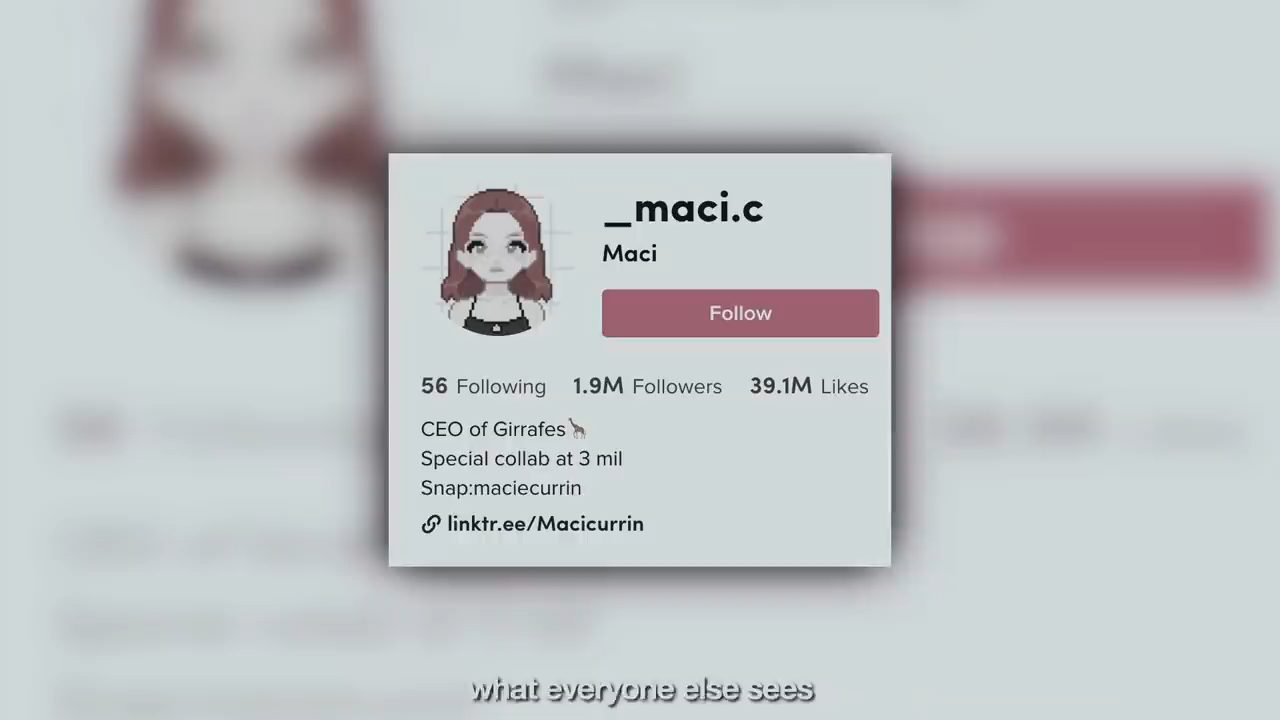 _maci.c
Maci
Follow
56 Following 1.9M Followers 39.1M Likes
CEO of Girrafes🦒
Special collab at 3 mil
Snap:maciecurrin
linktr.ee/Macicurrin
what everyone else sees